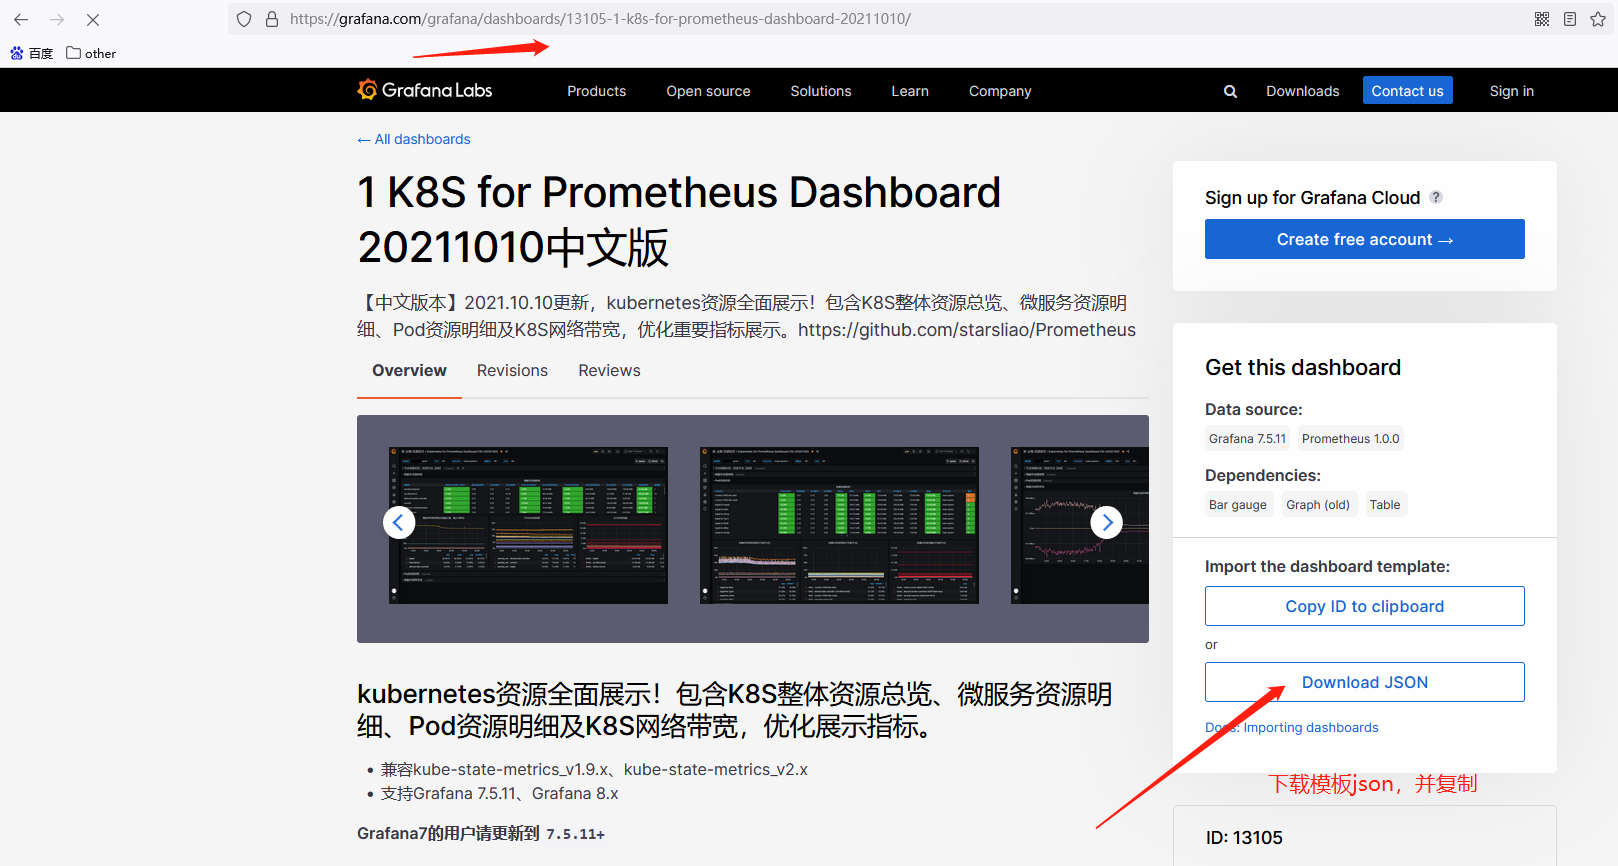 https://grafana.com/grafana/dashboards/13105-1-k8s-for-prometheus-dashboard-20211010/
百度 other
Grafana Labs Products Open source Solutions Learn Company Downloads Contact us Sign in
← All dashboards
1 K8S for Prometheus Dashboard
20211010中文版
【中文版本】2021.10.10更新，kubernetes资源全面展示！包含K8S整体资源总览、微服务资源明
细、Pod资源明细及K8S网络带宽，优化重要指标展示。https://github.com/starsliao/Prometheus
Overview Revisions Reviews
kubernetes资源全面展示！包含K8S整体资源总览、微服务资源明
细、Pod资源明细及K8S网络带宽，优化展示指标。
• 兼容kube-state-metrics_v1.9.x、kube-state-metrics_v2.x
• 支持Grafana 7.5.11、Grafana 8.x
Grafana7的用户请更新到 7.5.11+
Sign up for Grafana Cloud ?
Create free account →
Get this dashboard
Data source:
Grafana 7.5.11 Prometheus 1.0.0
Dependencies:
Bar gauge Graph (old) Table
Import the dashboard template:
Copy ID to clipboard
or
Download JSON
Docs: Importing dashboards
下载模板json，并复制
ID: 13105